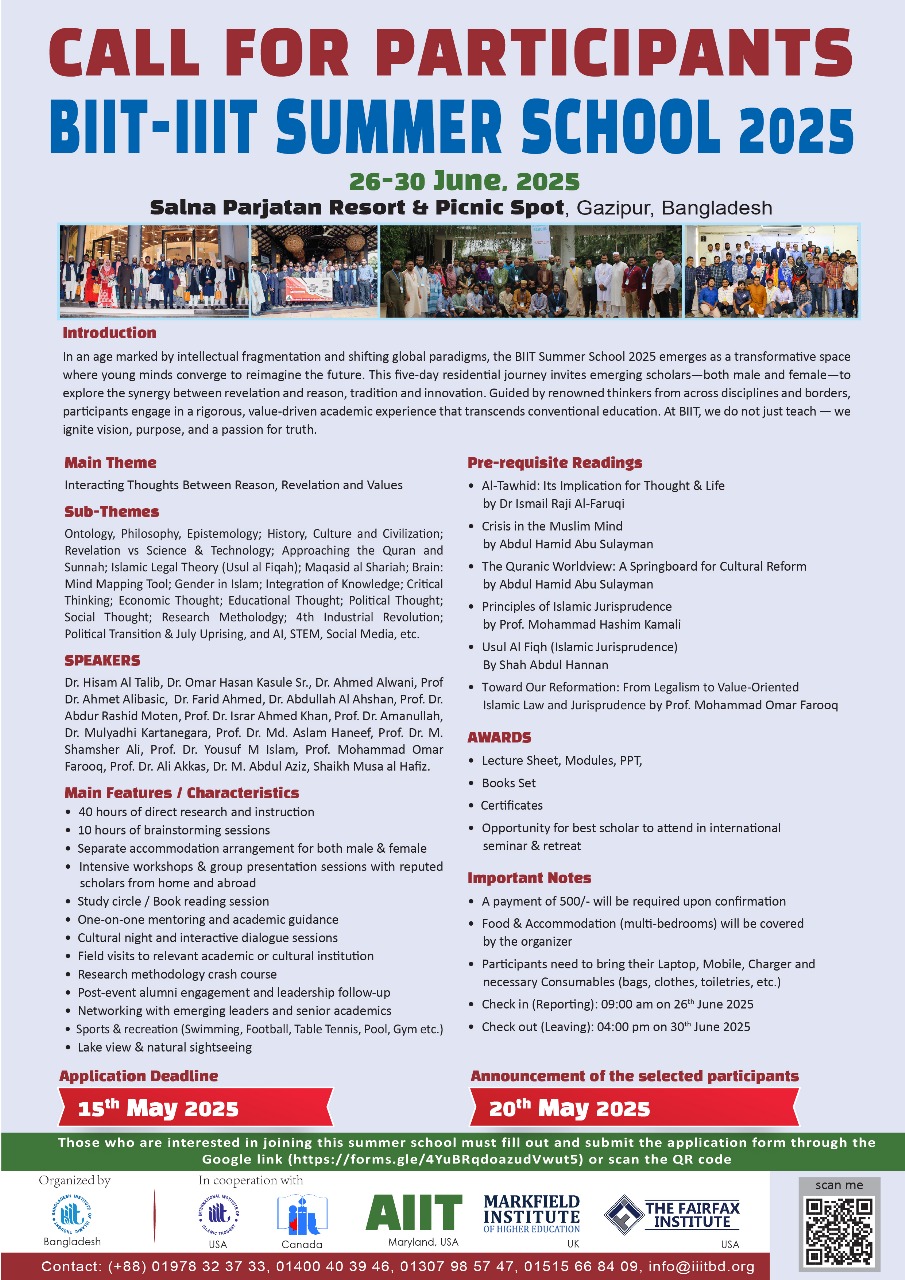 CALL FOR PARTICIPANTS
BIIT-IIIT SUMMER SCHOOL 2025
26-30 June, 2025
Salna Parjatan Resort & Picnic Spot, Gazipur, Bangladesh
Introduction
In an age marked by intellectual fragmentation and shifting global paradigms, the BIIT Summer School 2025 emerges as a transformative space
where young minds converge to reimagine the future. This five-day residential journey invites emerging scholars—both male and female—to
explore the synergy between revelation and reason, tradition and innovation. Guided by renowned thinkers from across disciplines and borders,
participants engage in a rigorous, value-driven academic experience that transcends conventional education. At BIIT, we do not just teach — we
ignite vision, purpose, and a passion for truth.
Main Theme
Interacting Thoughts Between Reason, Revelation and Values
Sub-Themes
Ontology, Philosophy, Epistemology; History, Culture and Civilization;
Revelation vs Science & Technology; Approaching the Quran and
Sunnah; Islamic Legal Theory (Usul al Fiqah); Maqasid al Shariah; Brain:
Mind Mapping Tool; Gender in Islam; Integration of Knowledge; Critical
Thinking; Economic Thought; Educational Thought; Political Thought;
Social Thought; Research Metholodgy; 4th Industrial Revolution;
Political Transition & July Uprising, and AI, STEM, Social Media, etc.
SPEAKERS
Dr. Hisam Al Talib, Dr. Omar Hasan Kasule Sr., Dr. Ahmed Alwani, Prof
Dr. Ahmet Alibasic, Dr. Farid Ahmed, Dr. Abdullah Al Ahshan, Prof. Dr.
Abdur Rashid Moten, Prof. Dr. Israr Ahmed Khan, Prof. Dr. Amanullah,
Dr. Mulyadhi Kartanegara, Prof. Dr. Md. Aslam Haneef, Prof. Dr. M.
Shamsher Ali, Prof. Dr. Yousuf M Islam, Prof. Mohammad Omar
Farooq, Prof. Dr. Ali Akkas, Dr. M. Abdul Aziz, Shaikh Musa al Hafiz.
Main Features / Characteristics
• 40 hours of direct research and instruction
• 10 hours of brainstorming sessions
• Separate accommodation arrangement for both male & female
• Intensive workshops & group presentation sessions with reputed
scholars from home and abroad
• Study circle / Book reading session
• One-on-one mentoring and academic guidance
• Cultural night and interactive dialogue sessions
• Field visits to relevant academic or cultural institution
• Research methodology crash course
• Post-event alumni engagement and leadership follow-up
• Networking with emerging leaders and senior academics
• Sports & recreation (Swimming, Football, Table Tennis, Pool, Gym etc.)
• Lake view & natural sightseeing
Pre-requisite Readings
• Al-Tawhid: Its Implication for Thought & Life
by Dr Ismail Raji Al-Faruqi
• Crisis in the Muslim Mind
by Abdul Hamid Abu Sulayman
• The Quranic Worldview: A Springboard for Cultural Reform
by Abdul Hamid Abu Sulayman
• Principles of Islamic Jurisprudence
by Prof. Mohammad Hashim Kamali
• Usul Al Fiqh (Islamic Jurisprudence)
By Shah Abdul Hannan
• Toward Our Reformation: From Legalism to Value-Oriented
Islamic Law and Jurisprudence by Prof. Mohammad Omar Farooq
AWARDS
• Lecture Sheet, Modules, PPT,
• Books Set
• Certificates
• Opportunity for best scholar to attend in international
seminar & retreat
Important Notes
• A payment of 500/- will be required upon confirmation
• Food & Accommodation (multi-bedrooms) will be covered
by the organizer
• Participants need to bring their Laptop, Mobile, Charger and
necessary Consumables (bags, clothes, toiletries, etc.)
• Check in (Reporting): 09:00 am on 26th June 2025
• Check out (Leaving): 04:00 pm on 30th June 2025
Application Deadline
15th May 2025
Announcement of the selected participants
20th May 2025
Those who are interested in joining this summer school must fill out and submit the application form through the
Google link (https://forms.gle/4YuBRqdoazudVwut5) or scan the QR code
Organized by
Bangladesh
In cooperation with
USA
Canada
AIIT
Maryland, USA
MARKFIELD
INSTITUTE
OF HIGHER EDUCATION
UK
THE FAIRFAX
INSTITUTE
USA
scan me
Contact: (+88) 01978 32 37 33, 01400 40 39 46, 01307 98 57 47, 01515 66 84 09, info@iiitbd.org